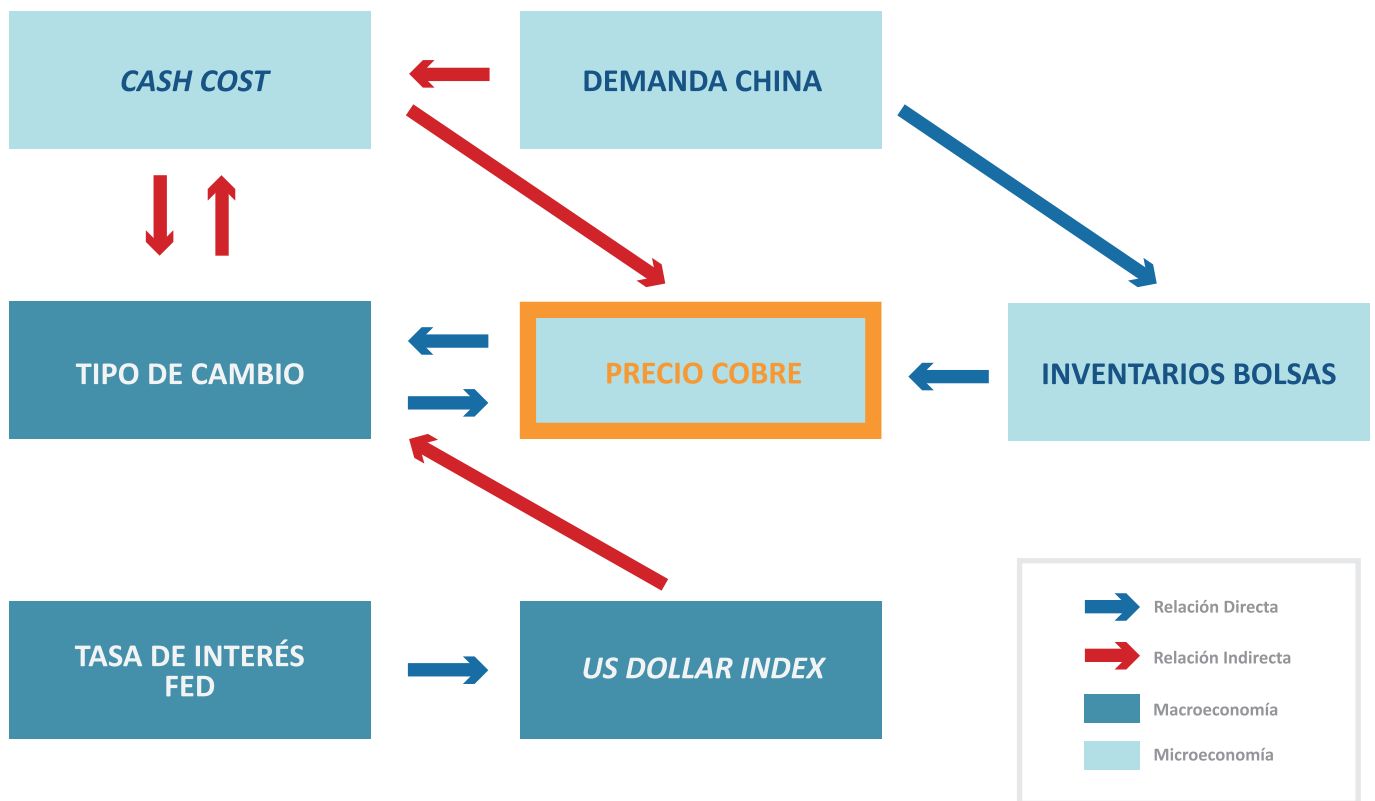 CASH COST
DEMANDA CHINA
TIPO DE CAMBIO
PRECIO COBRE
INVENTARIOS BOLSAS
TASA DE INTERÉS
FED
US DOLLAR INDEX
Relación Directa
Relación Indirecta
Macroeconomía
Microeconomía